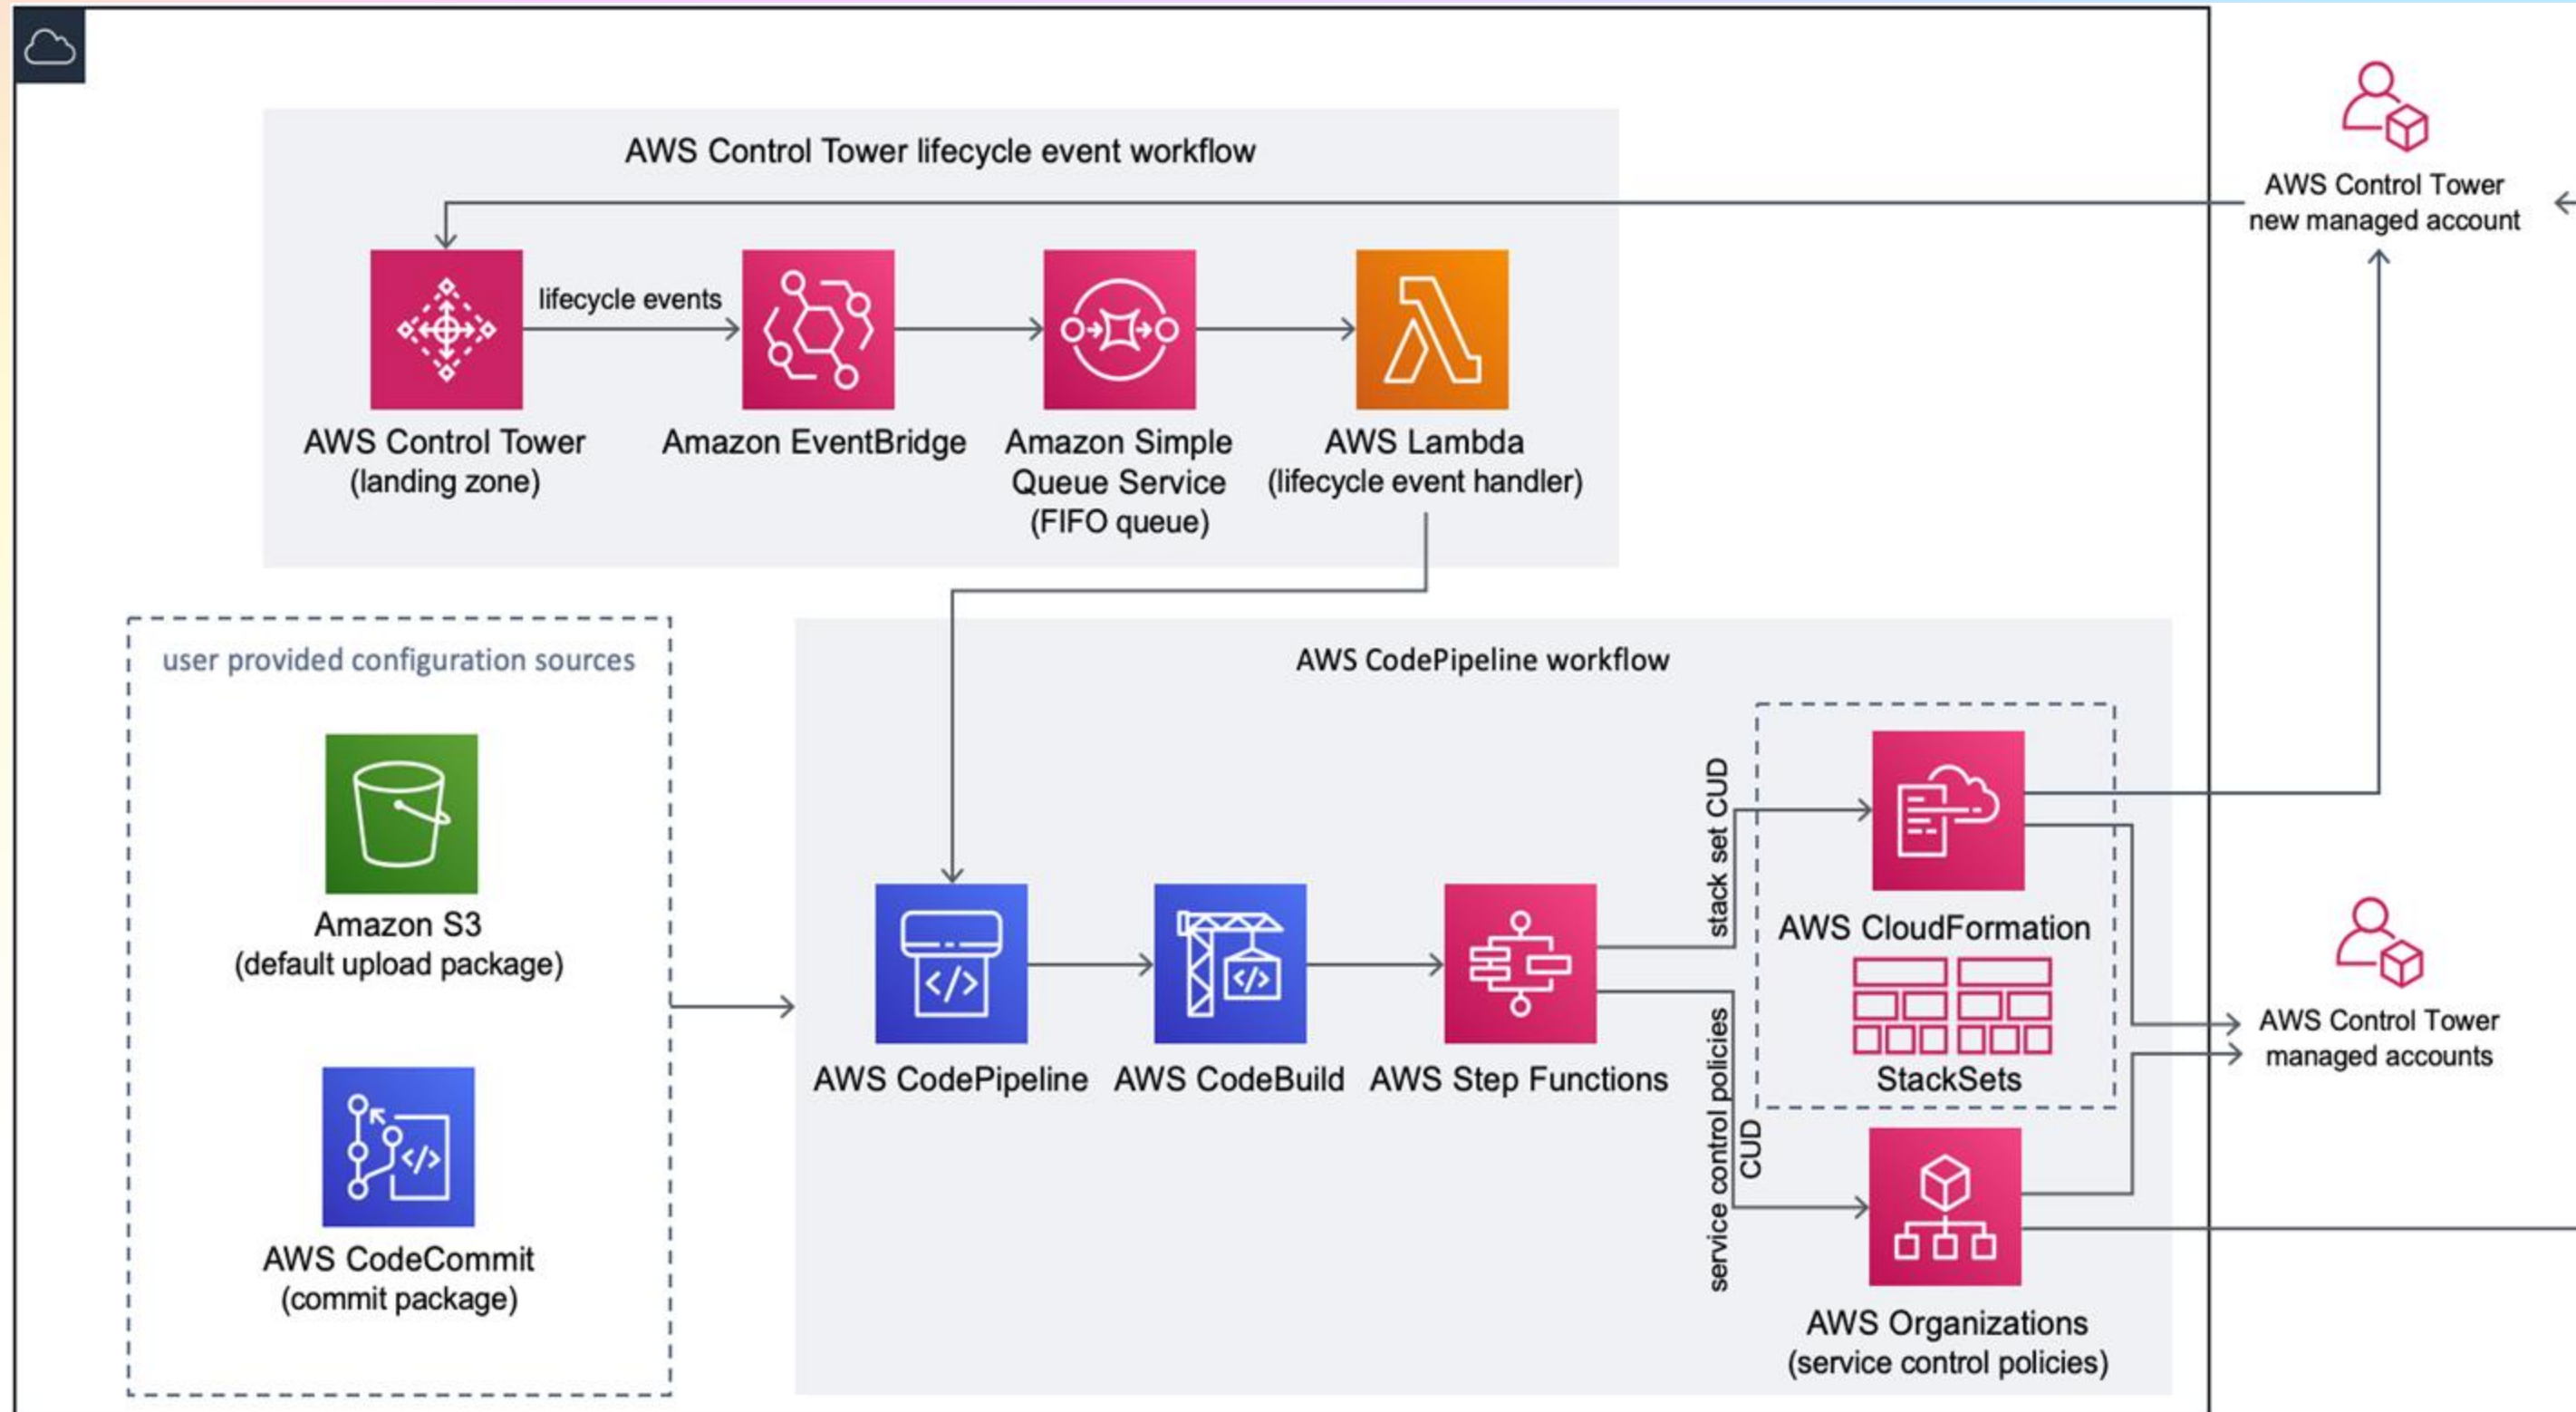 AWS Control Tower lifecycle event workflow
AWS Control Tower
new managed account
lifecycle events
AWS Control Tower
(landing zone)
Amazon EventBridge
Amazon Simple
Queue Service
(FIFO queue)
AWS Lambda
(lifecycle event handler)
user provided configuration sources
Amazon S3
(default upload package)
AWS CodeCommit
(commit package)
AWS CodePipeline workflow
AWS CodePipeline
AWS CodeBuild
AWS Step Functions
stack set CUD
service control policies
CUD
AWS CloudFormation
StackSets
AWS Organizations
(service control policies)
AWS Control Tower
managed accounts